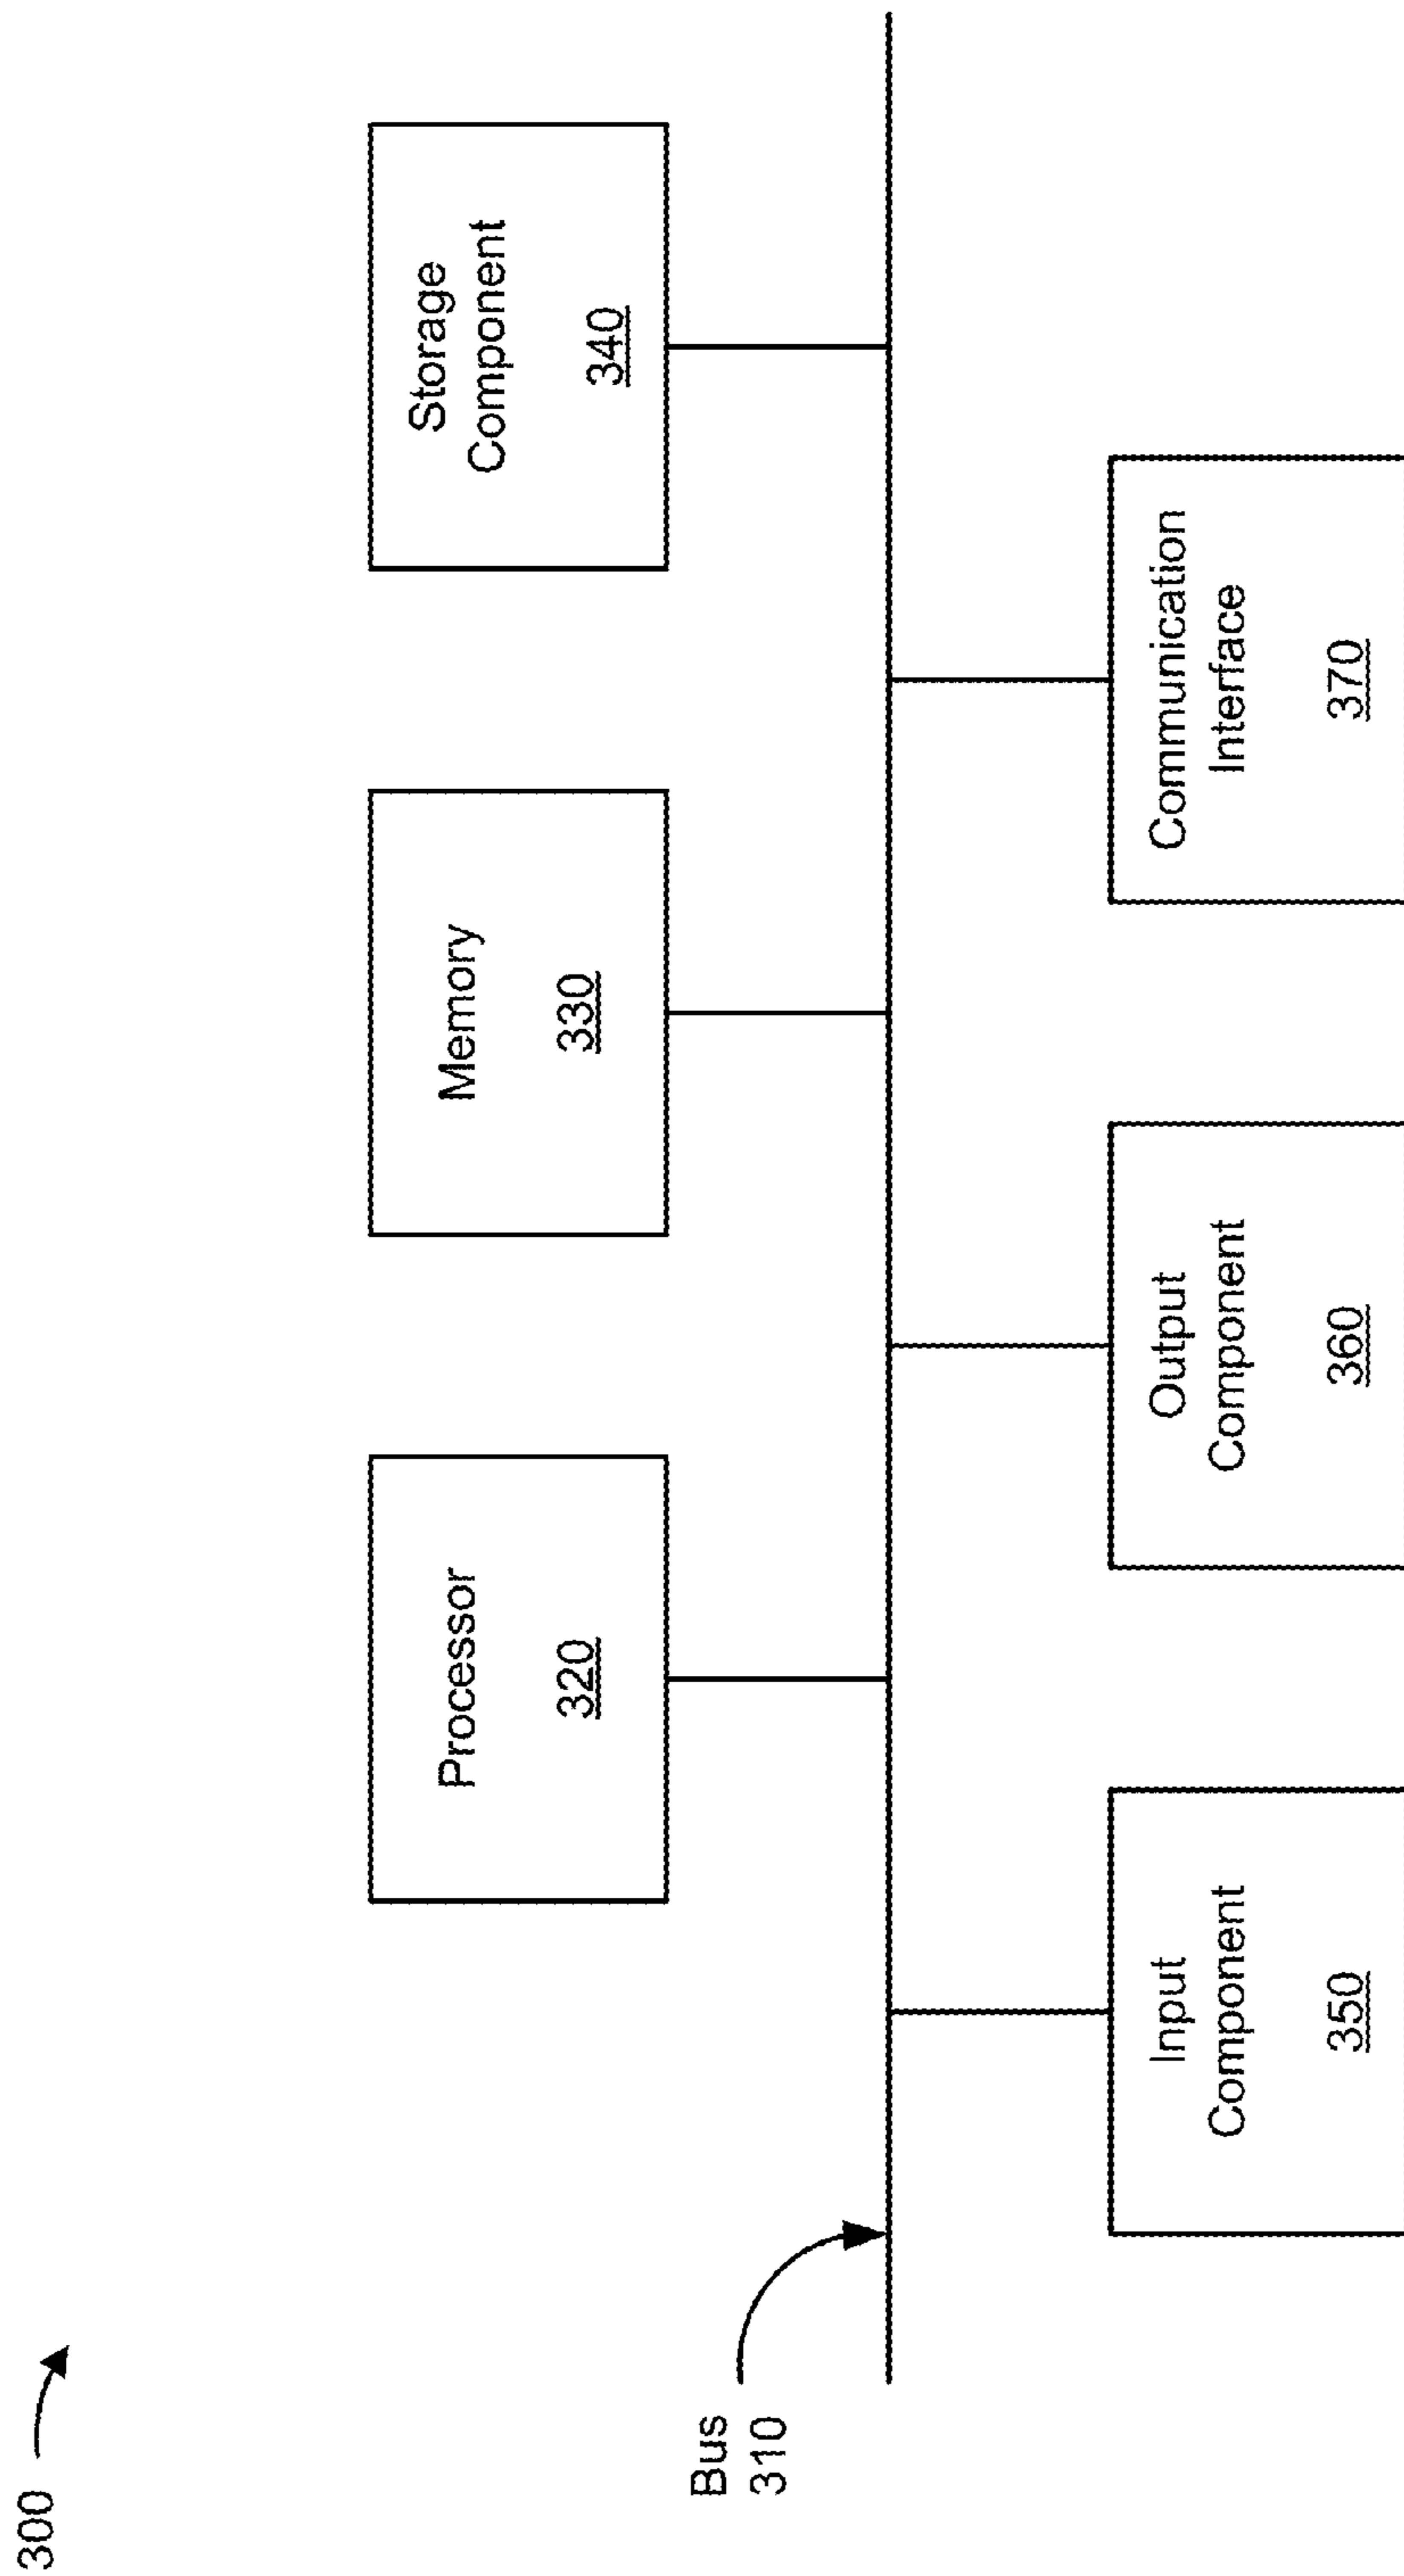 300
Processor
320
Memory
330
Storage
Component
340
Bus
310
Input
Component
350
Output
Component
360
Communication
Interface
370